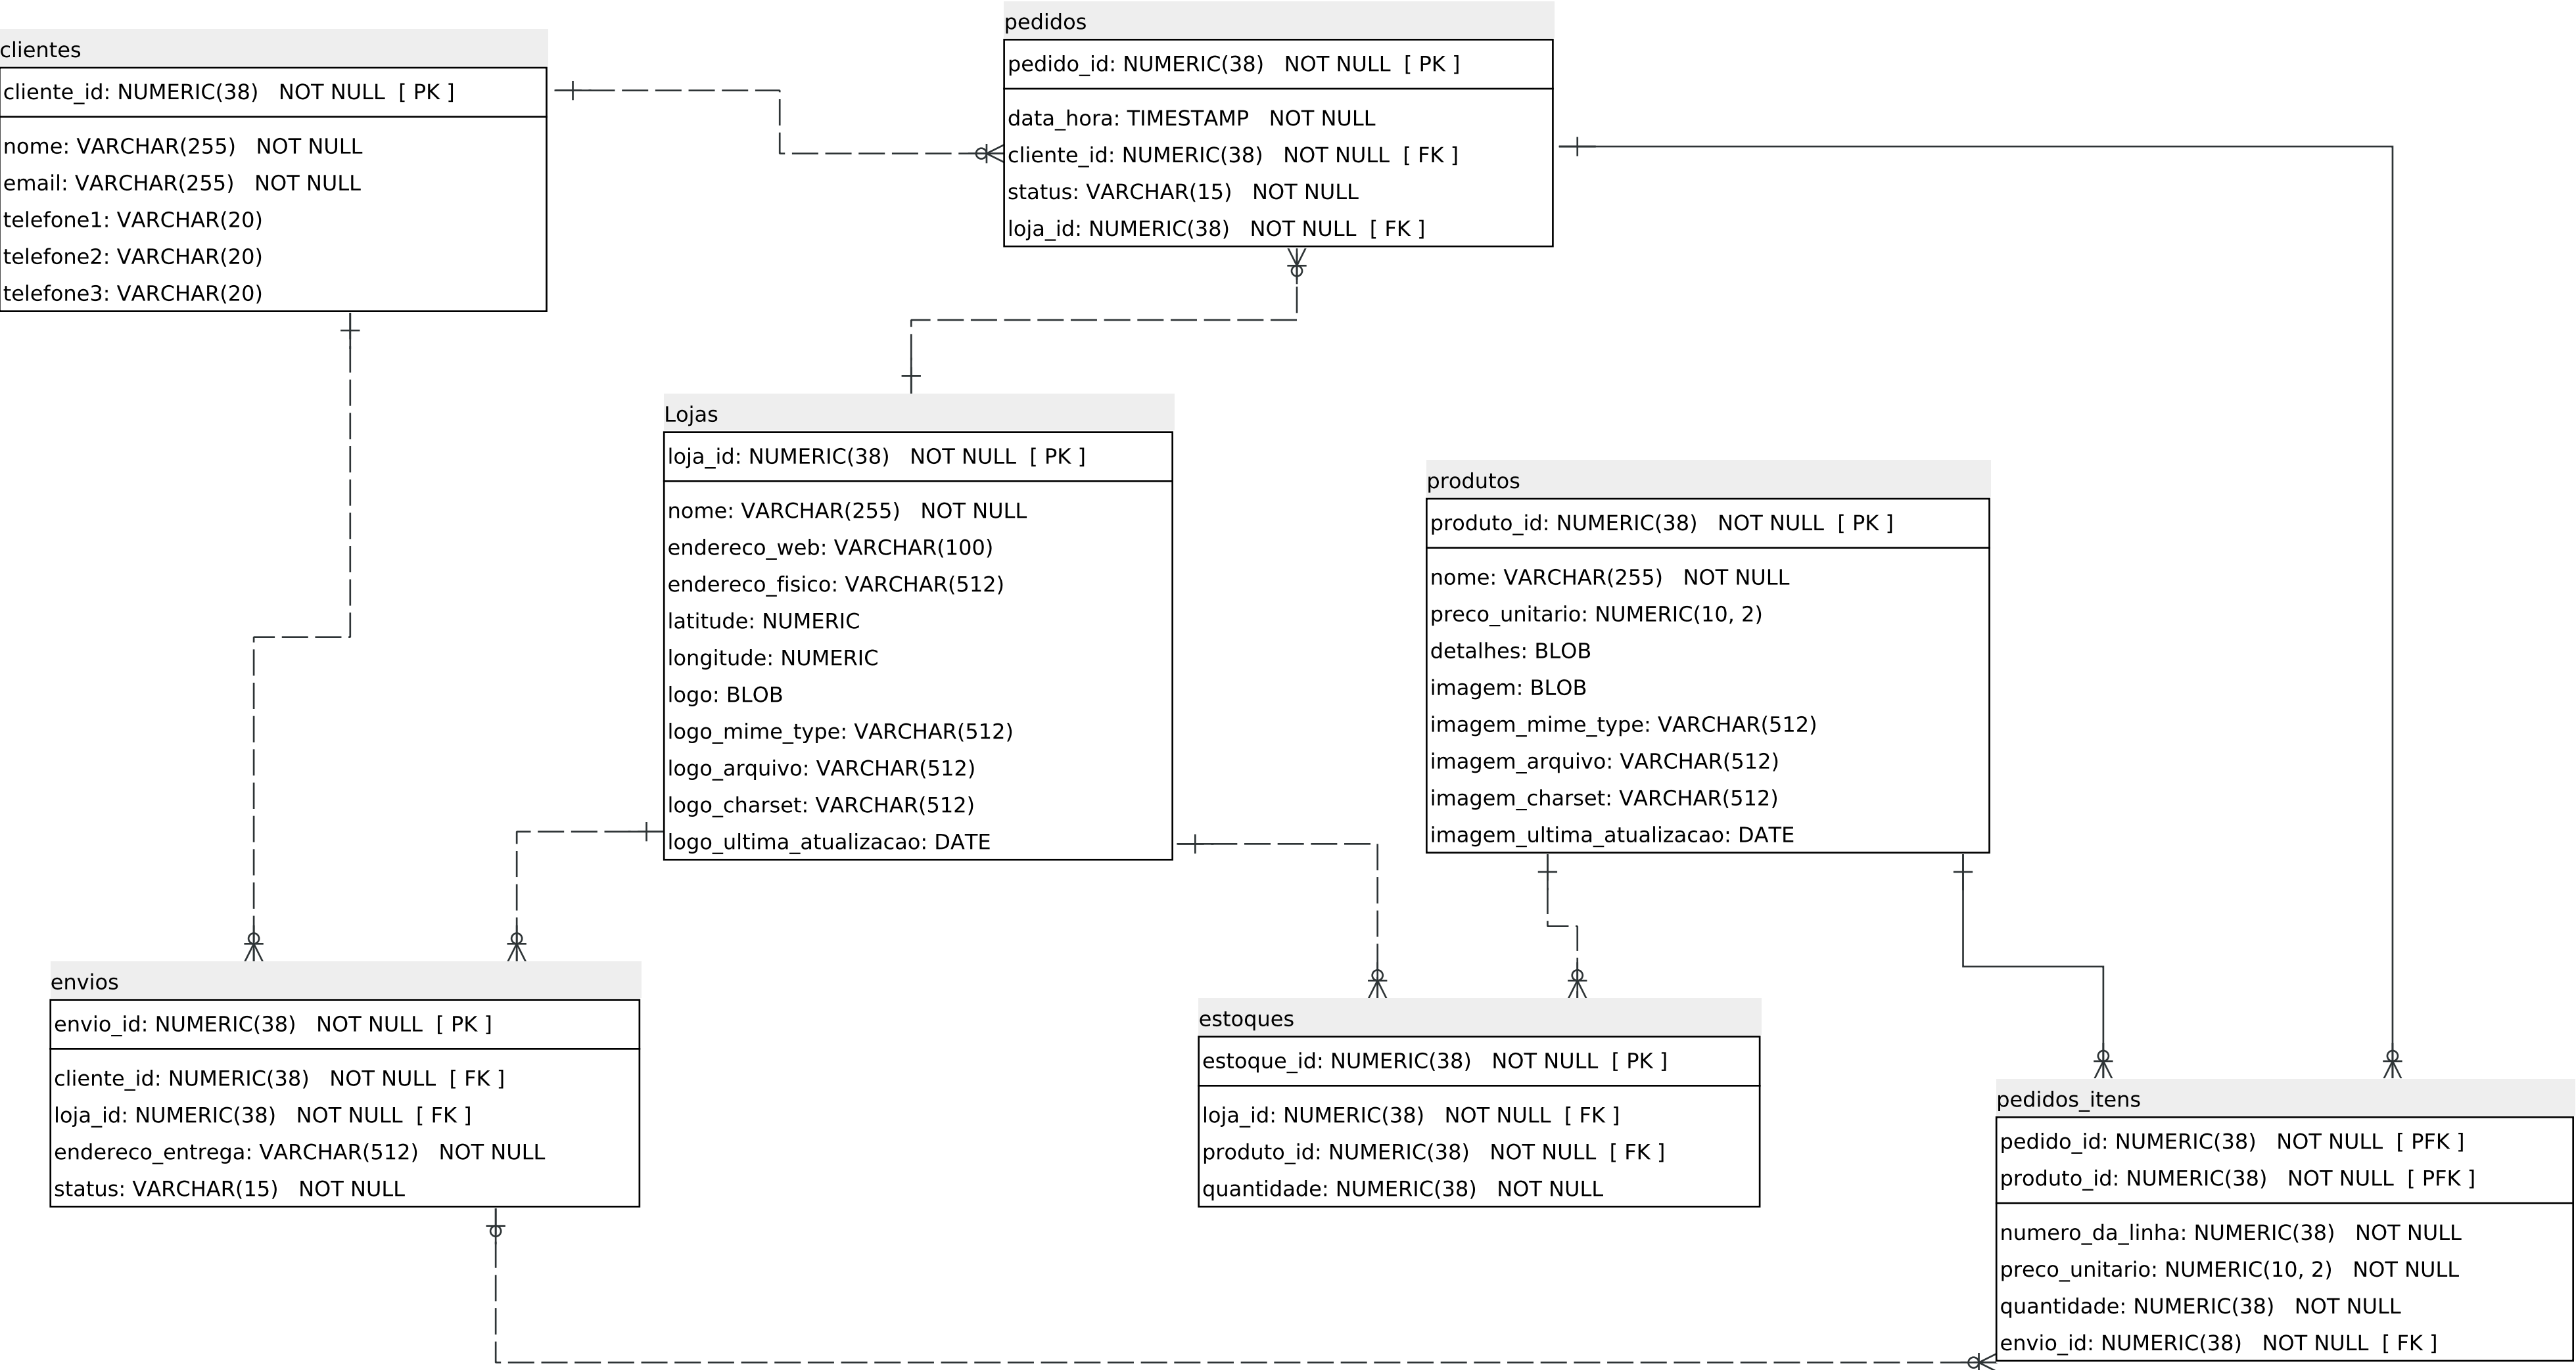 clientes
cliente_id: NUMERIC(38) NOT NULL [ PK ]
nome: VARCHAR(255) NOT NULL
email: VARCHAR(255) NOT NULL
telefone1: VARCHAR(20)
telefone2: VARCHAR(20)
telefone3: VARCHAR(20)
pedidos
pedido_id: NUMERIC(38) NOT NULL [ PK ]
data_hora: TIMESTAMP NOT NULL
cliente_id: NUMERIC(38) NOT NULL [ FK ]
status: VARCHAR(15) NOT NULL
loja_id: NUMERIC(38) NOT NULL [ FK ]
Lojas
loja_id: NUMERIC(38) NOT NULL [ PK ]
nome: VARCHAR(255) NOT NULL
endereco_web: VARCHAR(100)
endereco_fisico: VARCHAR(512)
latitude: NUMERIC
longitude: NUMERIC
logo: BLOB
logo_mime_type: VARCHAR(512)
logo_arquivo: VARCHAR(512)
logo_charset: VARCHAR(512)
logo_ultima_atualizacao: DATE
produtos
produto_id: NUMERIC(38) NOT NULL [ PK ]
nome: VARCHAR(255) NOT NULL
preco_unitario: NUMERIC(10, 2)
detalhes: BLOB
imagem: BLOB
imagem_mime_type: VARCHAR(512)
imagem_arquivo: VARCHAR(512)
imagem_charset: VARCHAR(512)
imagem_ultima_atualizacao: DATE
envios
envio_id: NUMERIC(38) NOT NULL [ PK ]
cliente_id: NUMERIC(38) NOT NULL [ FK ]
loja_id: NUMERIC(38) NOT NULL [ FK ]
endereco_entrega: VARCHAR(512) NOT NULL
status: VARCHAR(15) NOT NULL
estoques
estoque_id: NUMERIC(38) NOT NULL [ PK ]
loja_id: NUMERIC(38) NOT NULL [ FK ]
produto_id: NUMERIC(38) NOT NULL [ FK ]
quantidade: NUMERIC(38) NOT NULL
pedidos_itens
pedido_id: NUMERIC(38) NOT NULL [ PFK ]
produto_id: NUMERIC(38) NOT NULL [ PFK ]
numero_da_linha: NUMERIC(38) NOT NULL
preco_unitario: NUMERIC(10, 2) NOT NULL
quantidade: NUMERIC(38) NOT NULL
envio_id: NUMERIC(38) NOT NULL [ FK ]